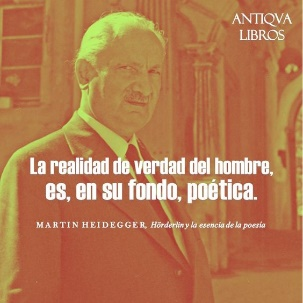 ANTIQVA
LIBROS
La realidad de verdad del hombre,
es, en su fondo, poética.
MARTIN HEIDEGGER, Hörderlin y la esencia de la poesía